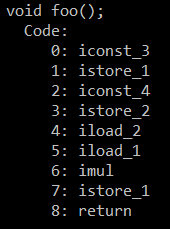 void foo();
Code:
0: iconst_3
1: istore_1
2: iconst_4
3: istore_2
4: iload_2
5: iload_1
6: imul
7: istore_1
8: return